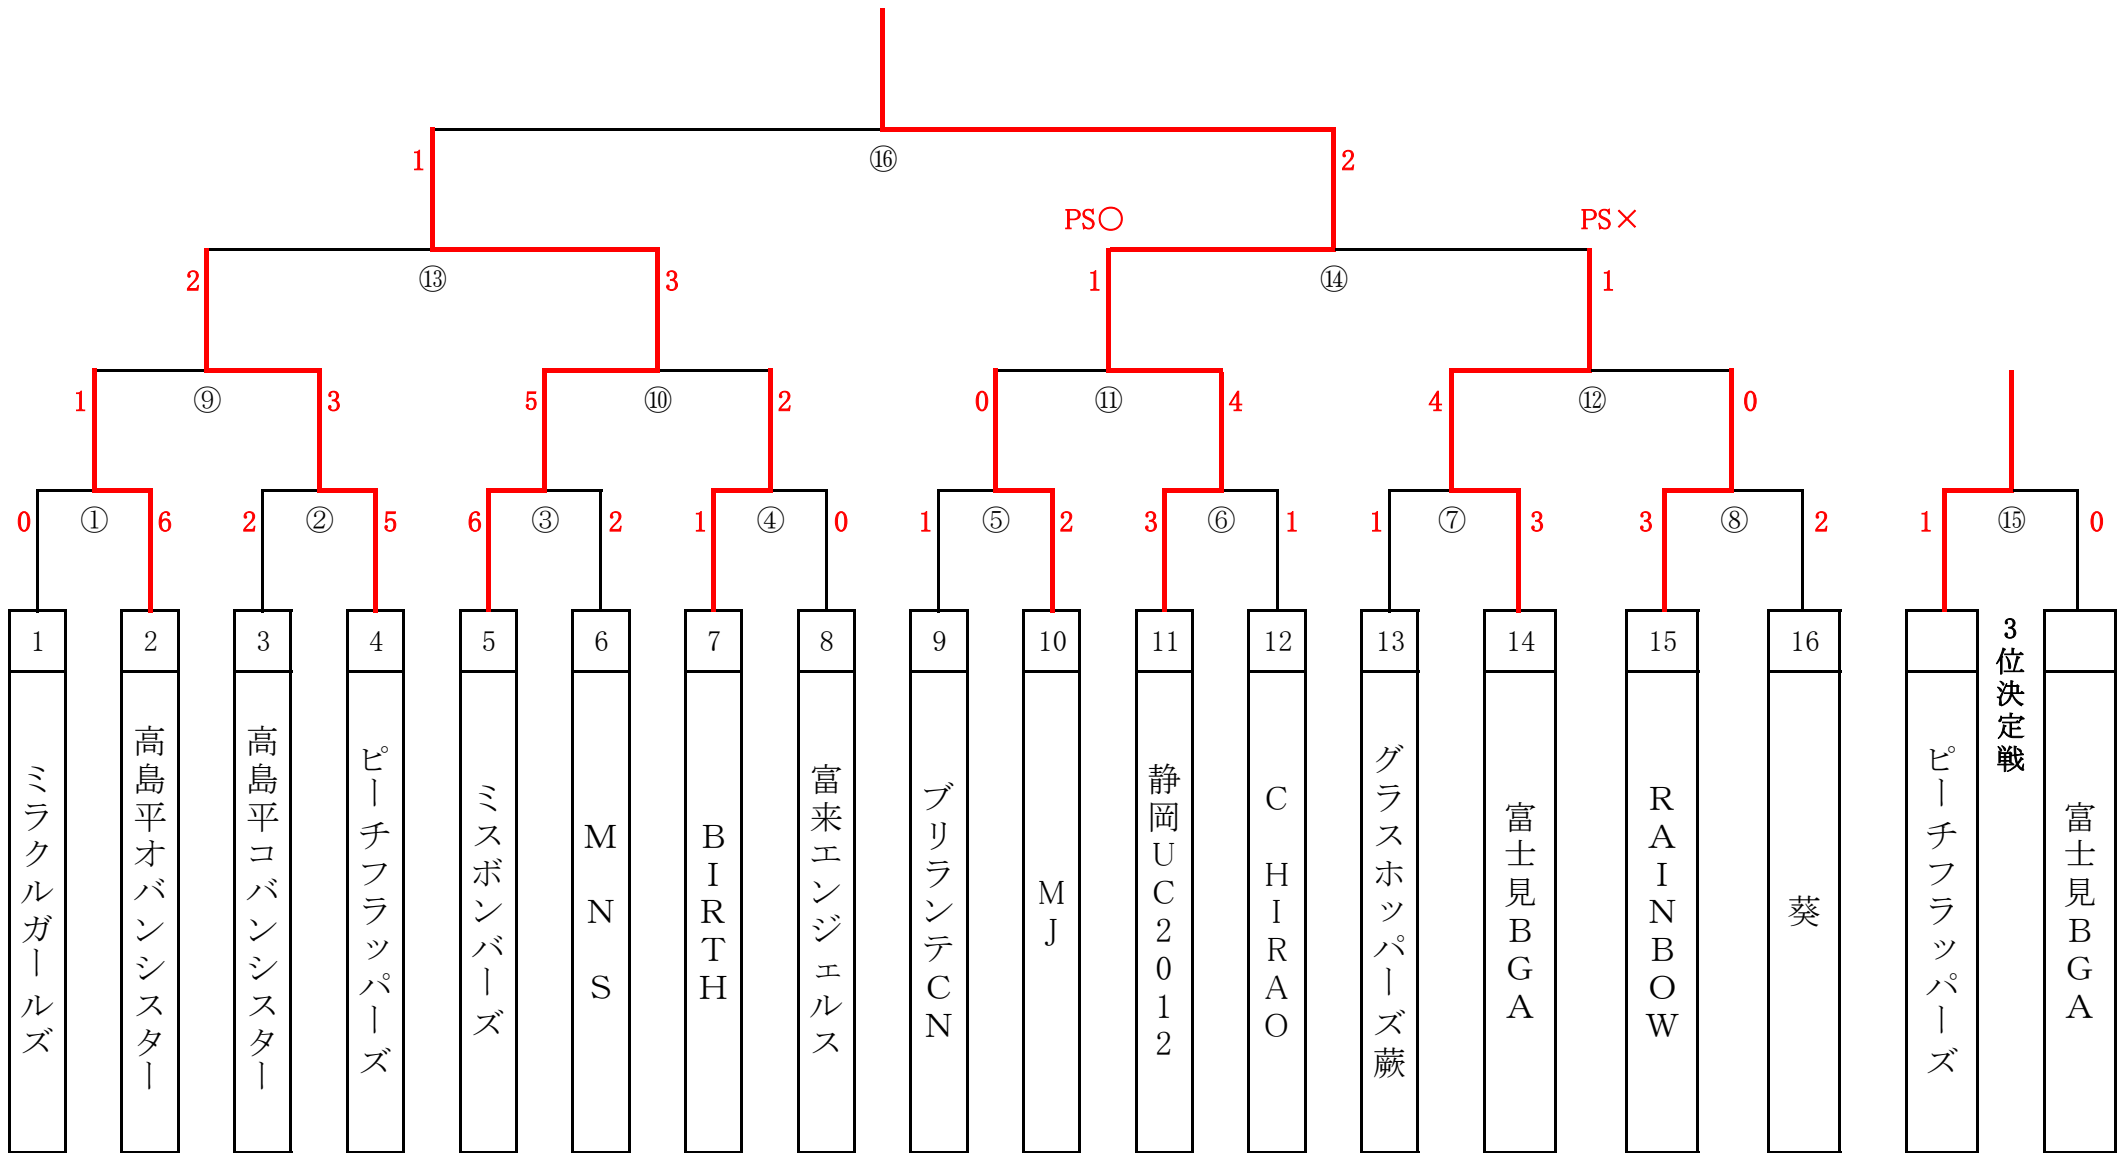 1 ⑯ 2
PS○ PS×
2 ⑬ 3 1 ⑭ 1
1 ⑨ 3 5 ⑩ 2 0 ⑪ 4 4 ⑫ 0
0 ① 6 2 ② 5 6 ③ 2 1 ④ 0 1 ⑤ 2 3 ⑥ 1 1 ⑦ 3 3 ⑧ 2 1 ⑮ 0
1 2 3 4 5 6 7 8 9 10 11 12 13 14 15 16
ミラクルガールズ
高島平オバンシスター
高島平コバンシスター
ピーチフラッパーズ
ミスボンバーズ
M N S
BIRTH
富来エンジェルス
ブリランテCN
MJ
静岡UC2012
C HIRAO
グラスホッパーズ蕨
富士見BGA
RAINBOW
葵
ピーチフラッパーズ
3位決定戦
富士見BGA